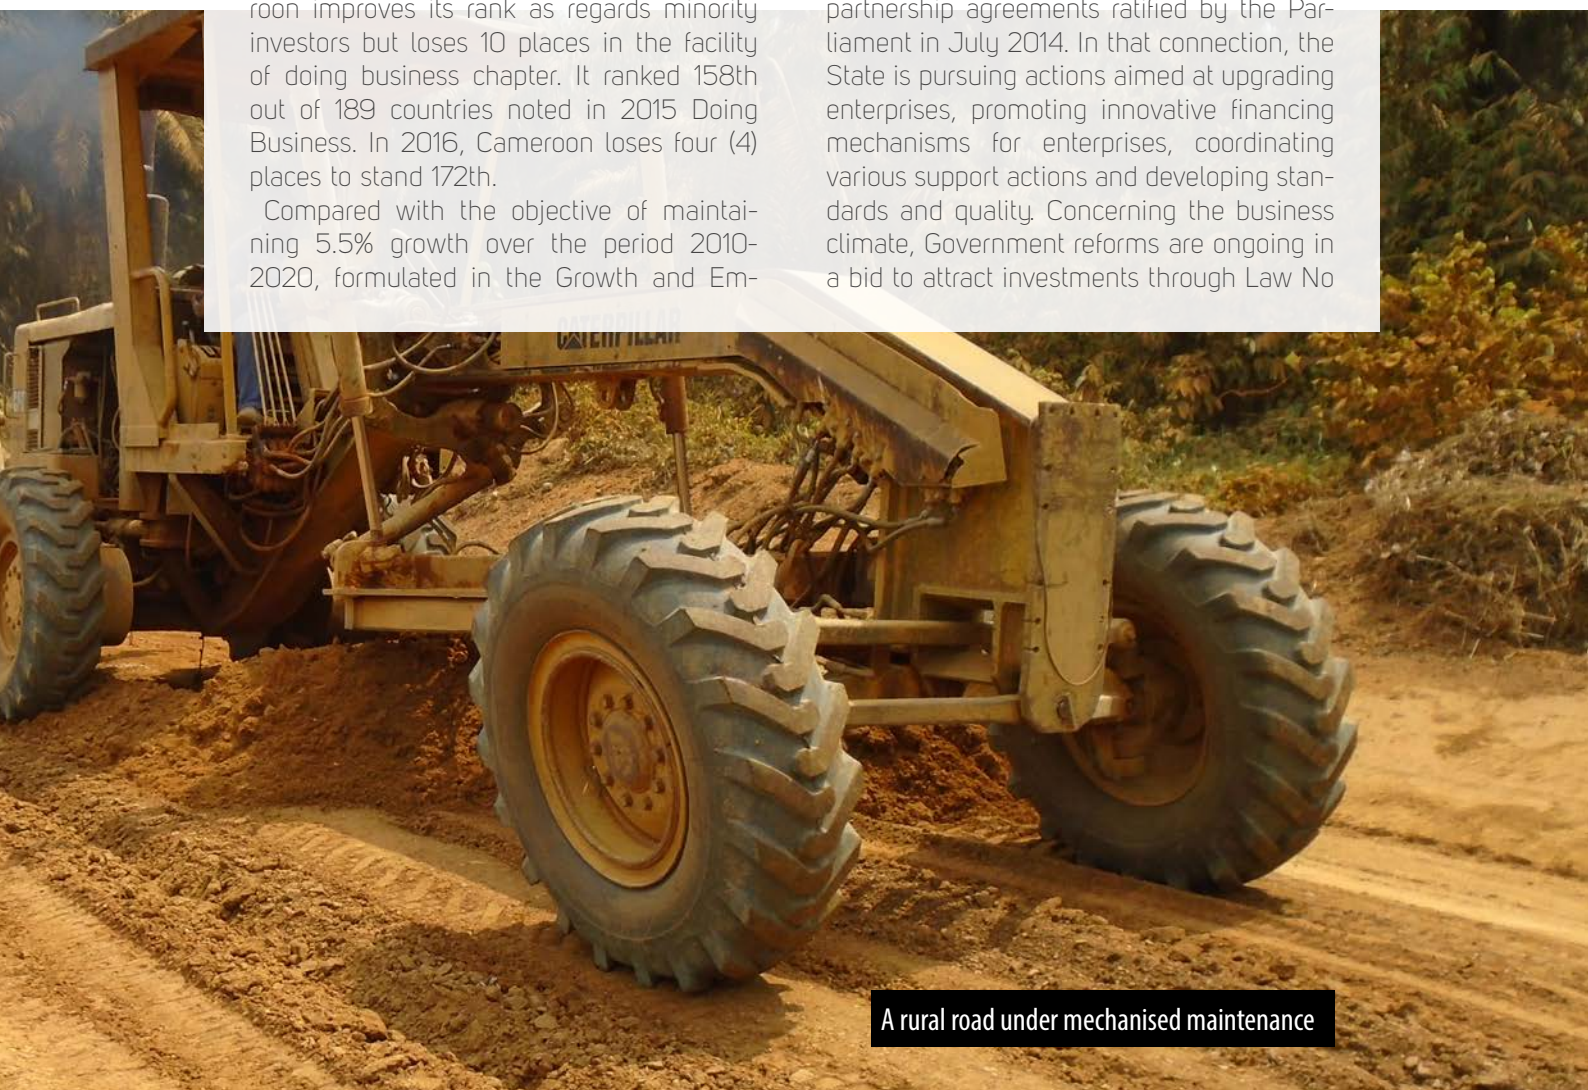 roon improves its rank as regards minority
investors but loses 10 places in the facility
of doing business chapter. It ranked 158th
out of 189 countries noted in 2015 Doing
Business. In 2016, Cameroon loses four (4)
places to stand 172th.
Compared with the objective of maintai-
ning 5.5% growth over the period 2010-
2020, formulated in the Growth and Em-
partnership agreements ratified by the Par-
liament in July 2014. In that connection, the
State is pursuing actions aimed at upgrading
enterprises, promoting innovative financing
mechanisms for enterprises, coordinating
various support actions and developing stan-
dards and quality. Concerning the business
climate, Government reforms are ongoing in
a bid to attract investments through Law No
CATERPILLAR
A rural road under mechanised maintenance